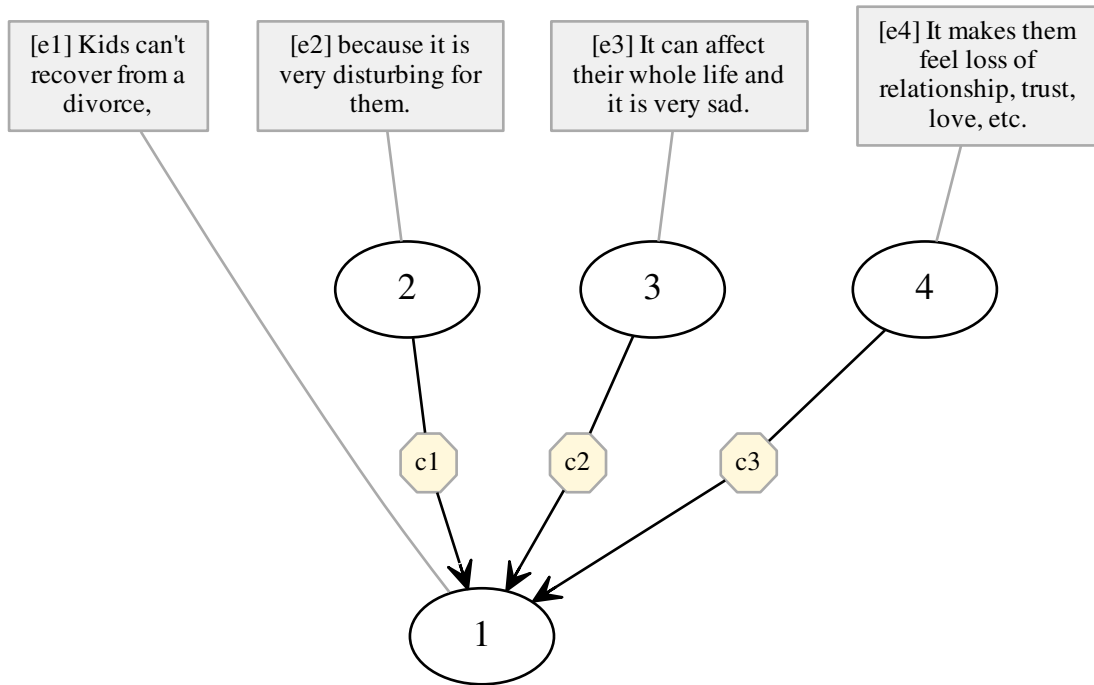 [e1] Kids can't
recover from a
divorce,
[e2] because it is
very disturbing for
them.
[e3] It can affect
their whole life and
it is very sad.
[e4] It makes them
feel loss of
relationship, trust,
love, etc.
2
3
4
c1
c2
c3
1